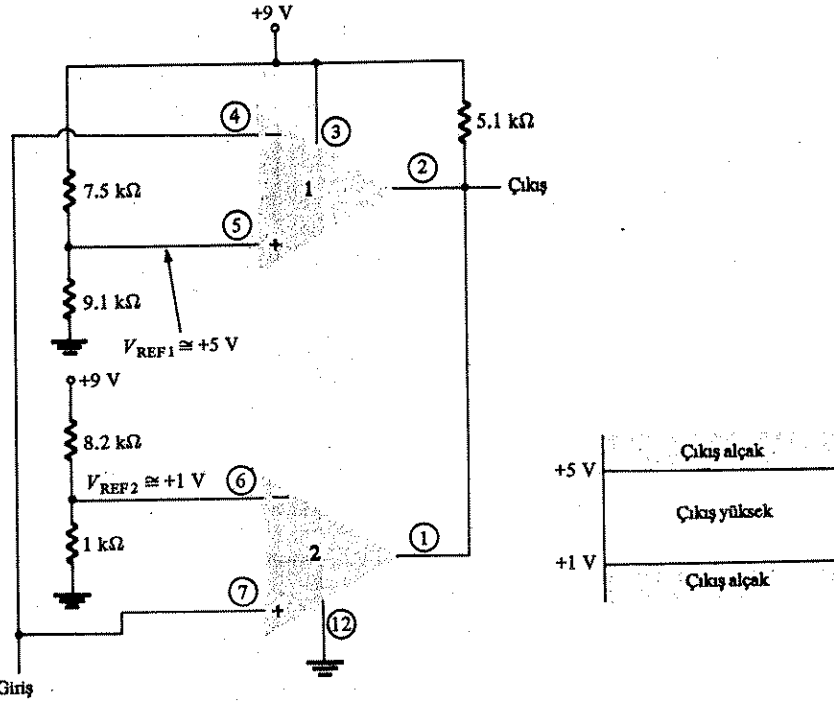 +9 V
4
3
5.1 kΩ
−
2
Çıkış
1
7.5 kΩ
5
+
9.1 kΩ
VREF1 ≅ +5 V
+9 V
8.2 kΩ
VREF2 ≅ +1 V
6
−
1 kΩ
2
1
7
+
12
Giriş
+5 V
Çıkış alçak
Çıkış yüksek
+1 V
Çıkış alçak